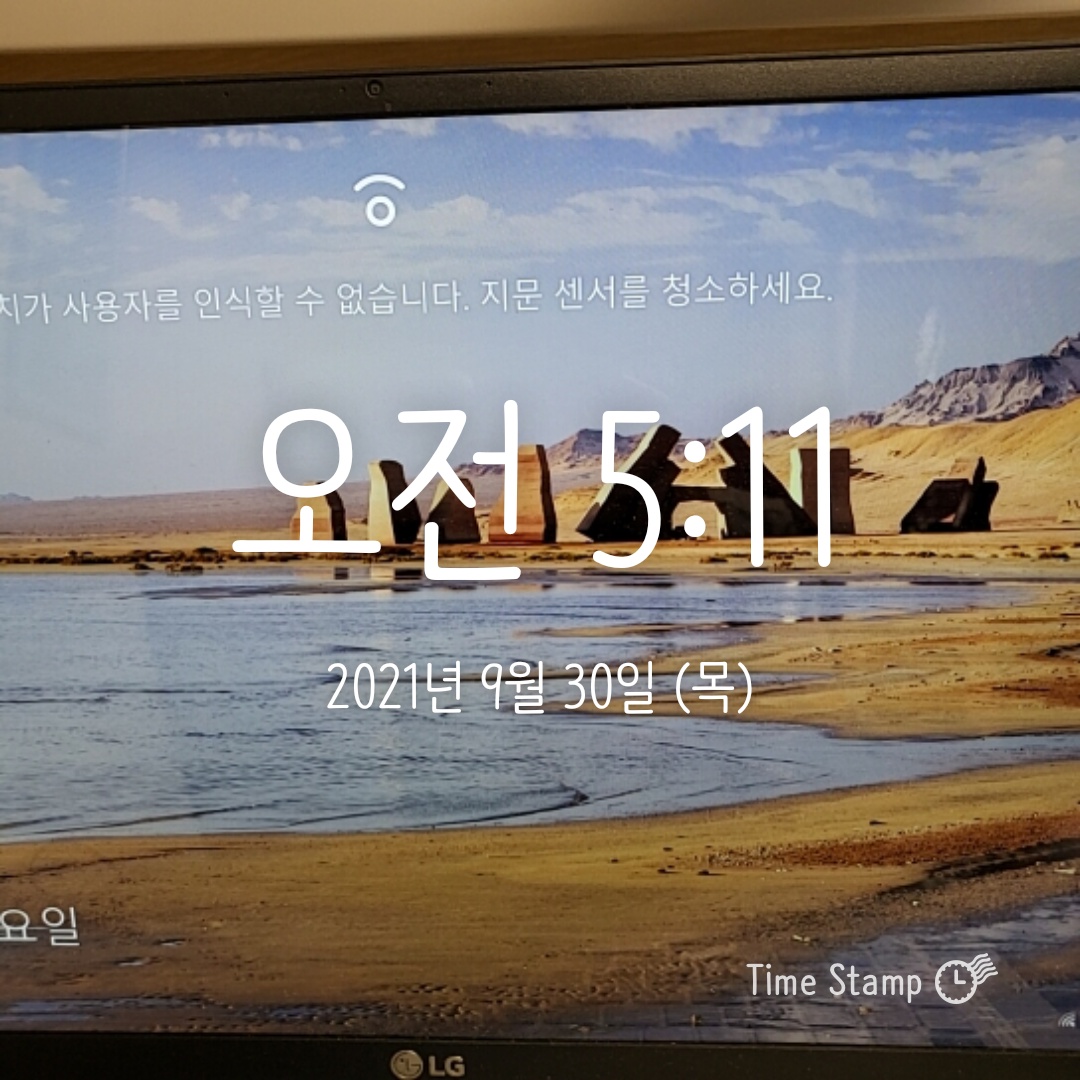 치가 사용자를 인식할 수 없습니다. 지문 센서를 청소하세요.
오전 5:11
2021년 9월 30일 (목)
요일
Time Stamp
LG